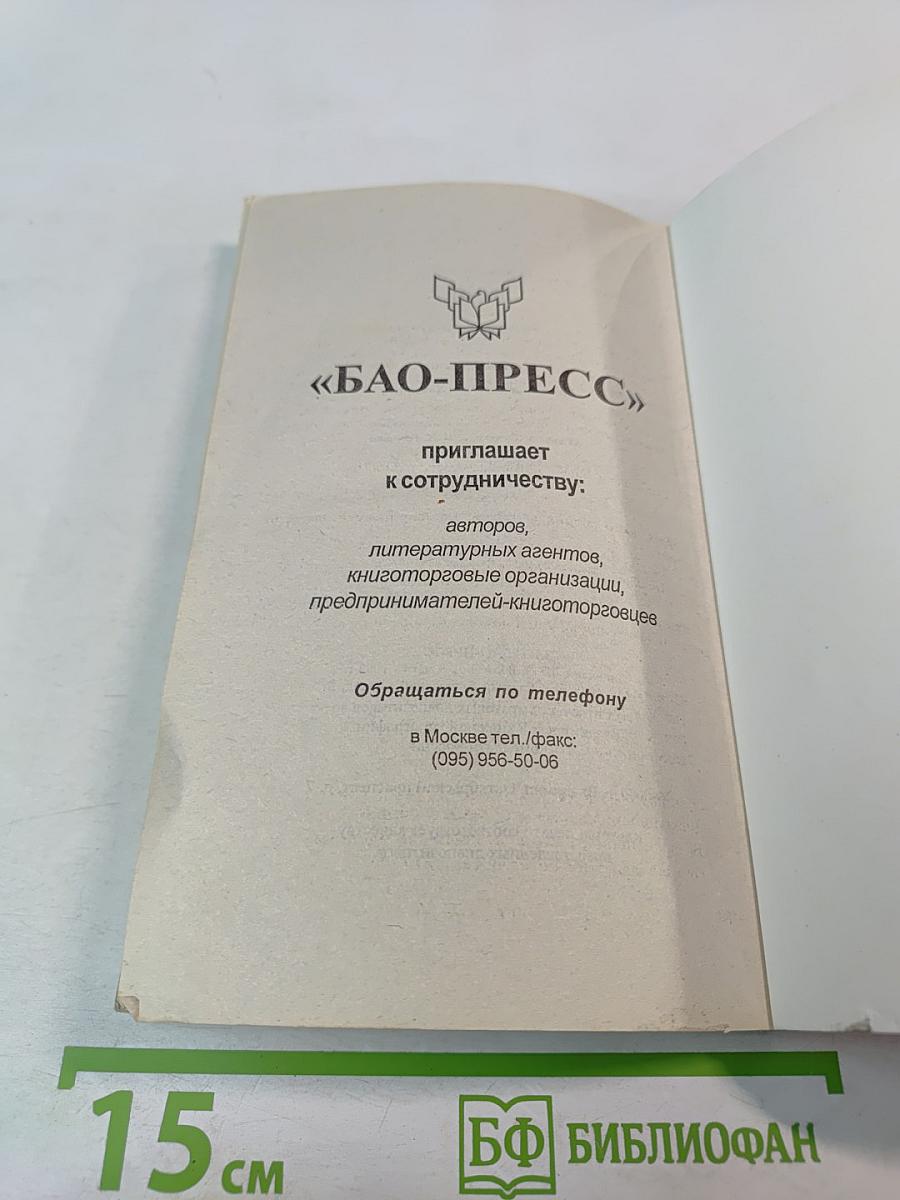 «БАО-ПРЕСС»
приглашает
к сотрудничеству:
авторов,
литературных агентов,
книготорговые организации,
предпринимателей-книготорговцев
Обращаться по телефону
в Москве тел./факс:
(095) 956-50-06
15 см
БФ БИБЛИОФАН